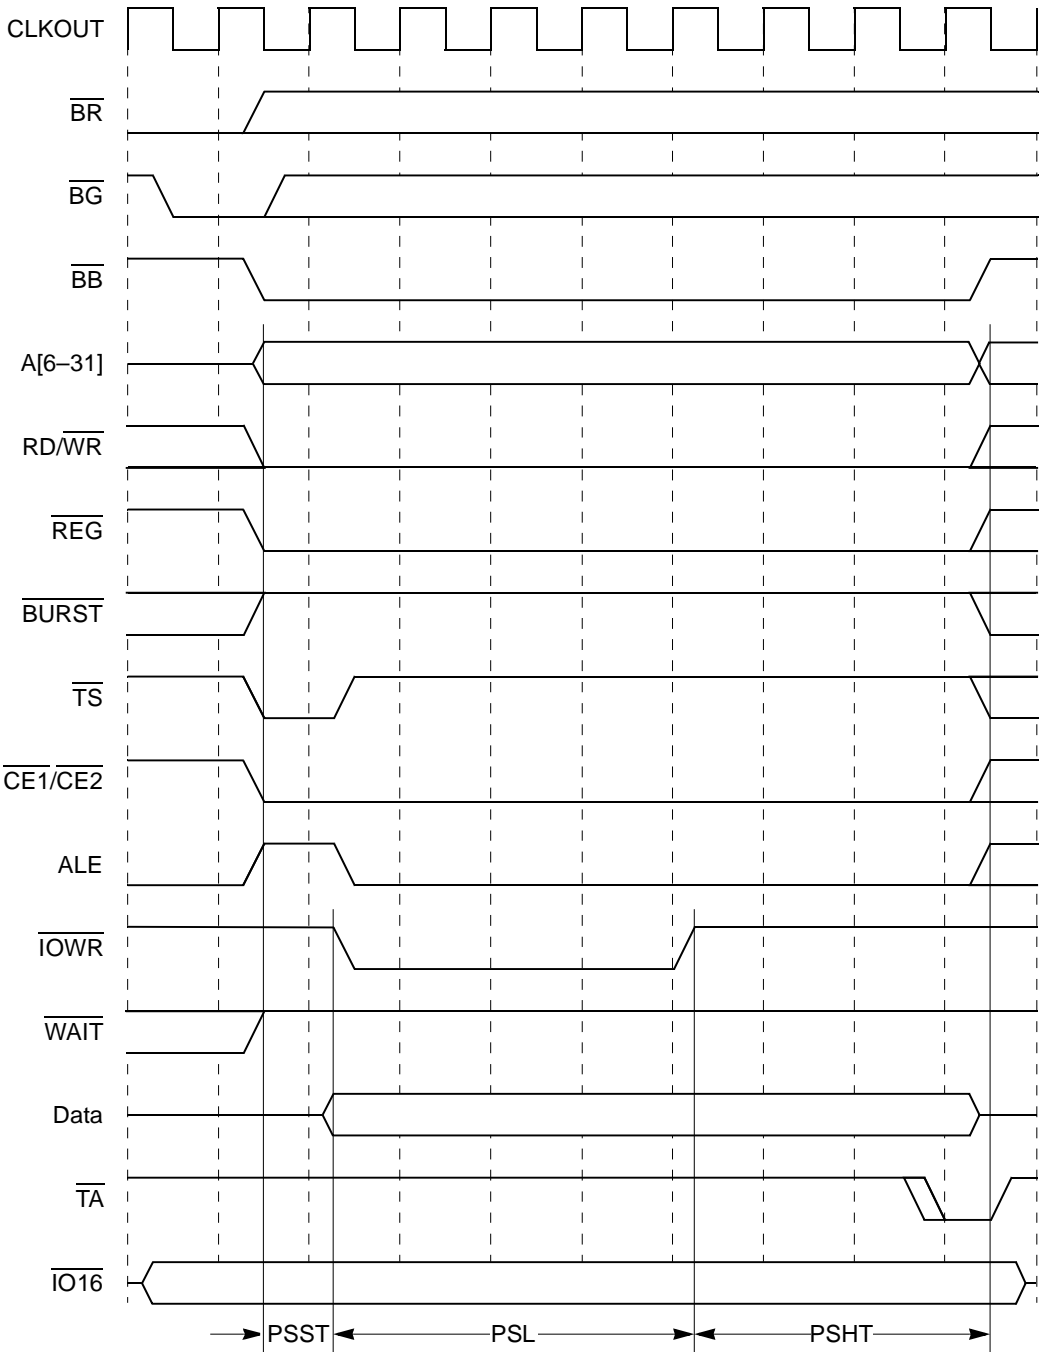 CLKOUT
BR
BG
BB
A[6–31]
RD/WR
REG
BURST
TS
CE1/CE2
ALE
IOWR
WAIT
Data
TA
IO16
PSST PSL PSHT